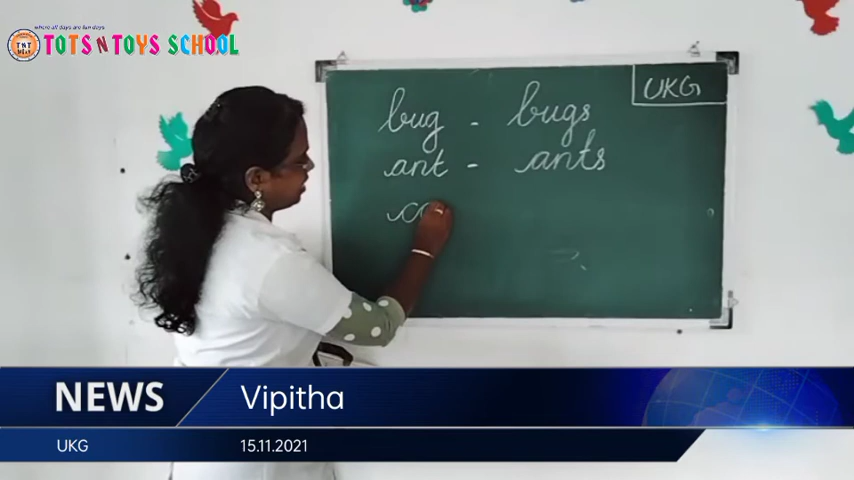 where all days are fun days
TOTS N TOYS SCHOOL
TNT
UKG
bug - bugs
ant - ants
NEWS
Vipitha
UKG
15.11.2021